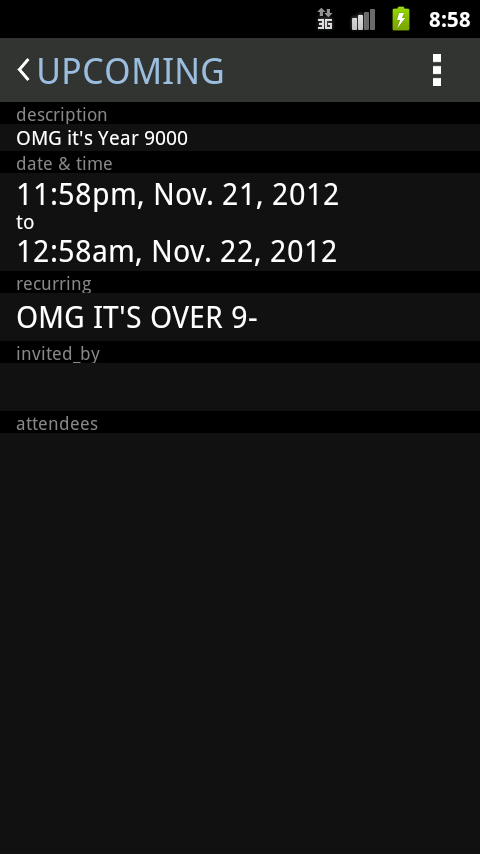 3G 8:58
UPCOMING
description
OMG it's Year 9000
date & time
11:58pm, Nov. 21, 2012
to
12:58am, Nov. 22, 2012
recurring
OMG IT'S OVER 9-
invited_by
attendees